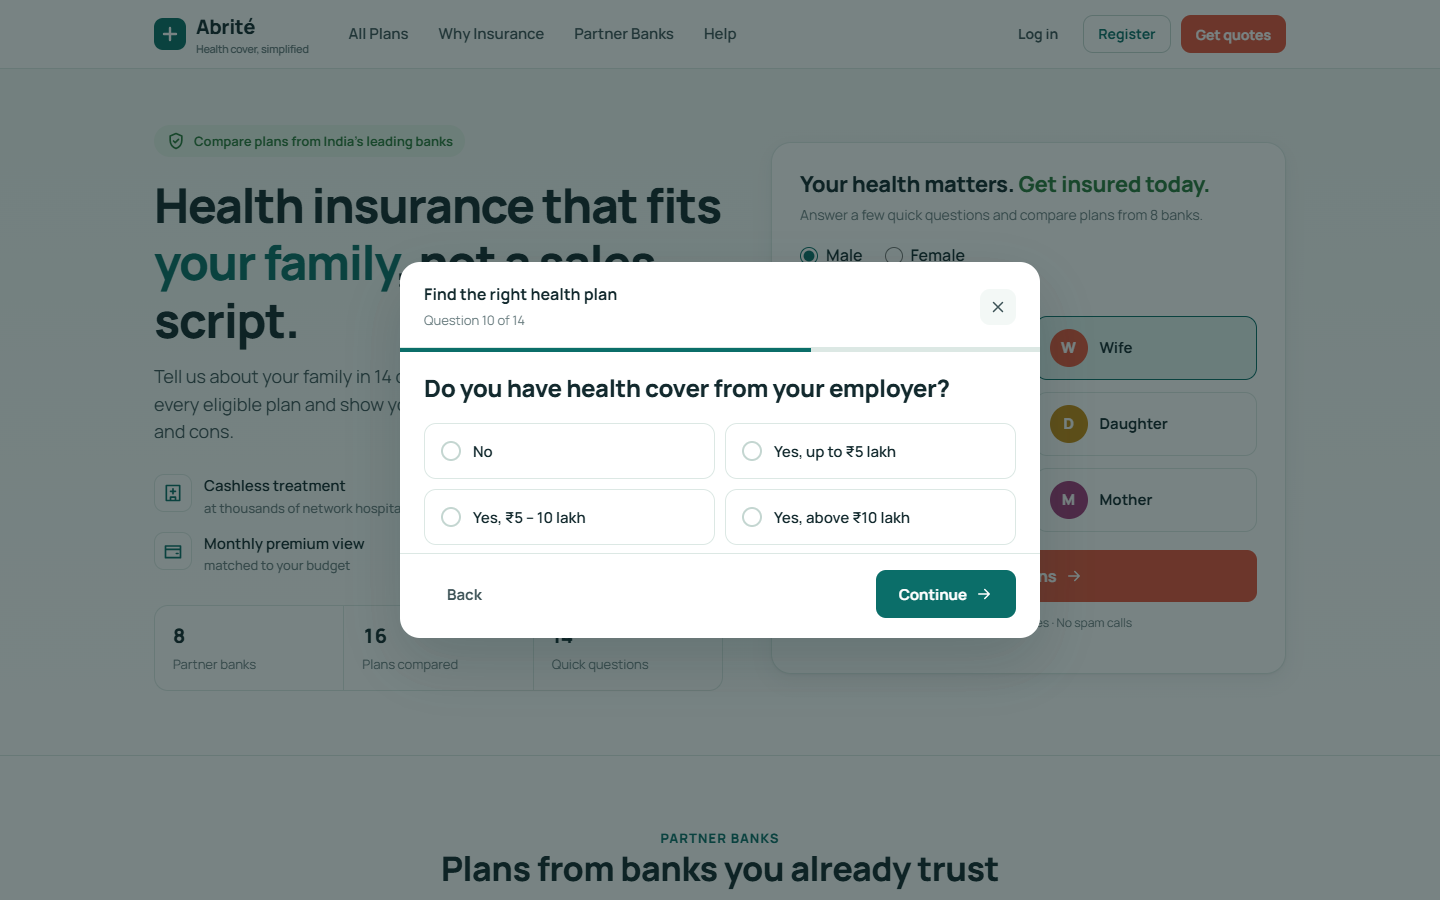 Abrité
Health cover, simplified
All Plans
Why Insurance
Partner Banks
Help
Log in
Register
Get quotes
Compare plans from India's leading banks
Health insurance that fits
your family, not a sales
script.
Tell us about your family in 14
every eligible plan and show
and cons.
Cashless treatment
at thousands of network
Monthly premium view
matched to your budget
8
Partner banks
16
Plans compared
14
Quick questions
Your health matters. Get insured today.
Answer a few quick questions and compare plans from 8 banks.
Male
Female
W
Wife
D
Daughter
M
Mother
No spam calls
Find the right health plan
Question 10 of 14
Do you have health cover from your employer?
No
Yes, up to ₹5 lakh
Yes, ₹5 – 10 lakh
Yes, above ₹10 lakh
Back
Continue
PARTNER BANKS
Plans from banks you already trust